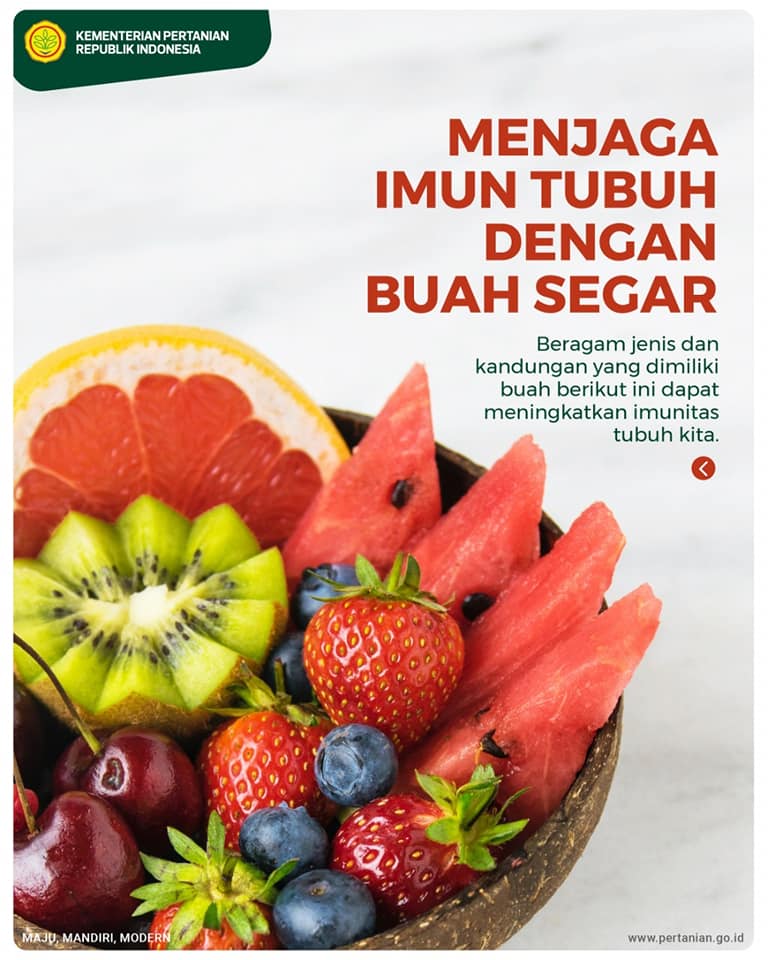 KEMENTERIAN PERTANIAN
REPUBLIK INDONESIA
MENJAGA
IMUN TUBUH
DENGAN
BUAH SEGAR
Beragam jenis dan
kandungan yang dimiliki
buah berikut ini dapat
meningkatkan imunitas
tubuh kita.
MAJU, MANDIRI, MODERN
www.pertanian.go.id